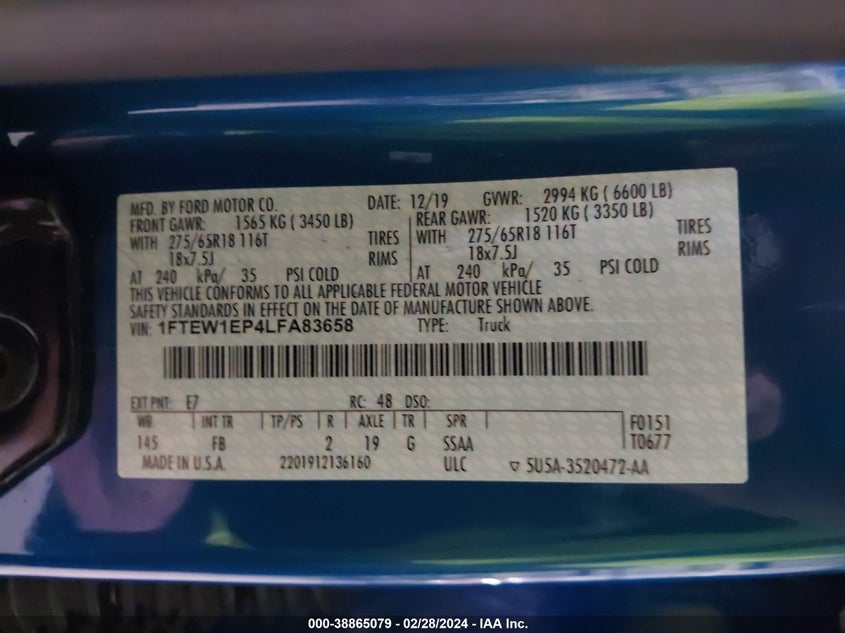 MFD. BY FORD MOTOR CO. DATE: 12/19 GVWR: 2994 KG ( 6600 LB)
FRONT GAWR: 1565 KG ( 3450 LB) REAR GAWR: 1520 KG ( 3350 LB)
WITH 275/65R18 116T TIRES WITH 275/65R18 116T TIRES
18x7.5J RIMS 18x7.5J RIMS
AT 240 kPa/ 35 PSI COLD AT 240 kPa/ 35 PSI COLD
THIS VEHICLE CONFORMS TO ALL APPLICABLE FEDERAL MOTOR VEHICLE
SAFETY STANDARDS IN EFFECT ON THE DATE OF MANUFACTURE SHOWN ABOVE.
VIN: 1FTEW1EP4LFA83658 TYPE: Truck
EXT PNT: E7 RC: 48 DSO:
WB INT TR TP/PS R AXLE TR SPR F0151
145 FB 2 19 G SSAA T0677
MADE IN U.S.A. 2201912136160 ULC ▽ 5U5A-3520472-AA
000-38865079 - 02/28/2024 - IAA Inc.